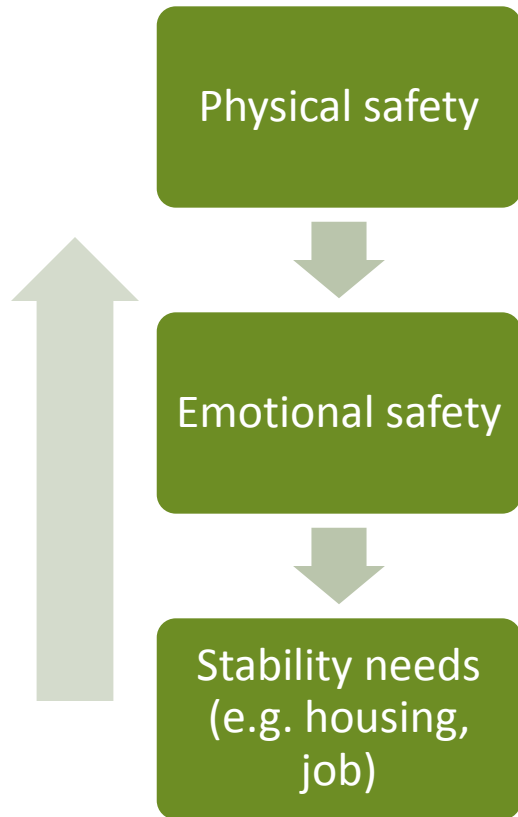 Physical safety
Emotional safety
Stability needs
(e.g. housing,
job)